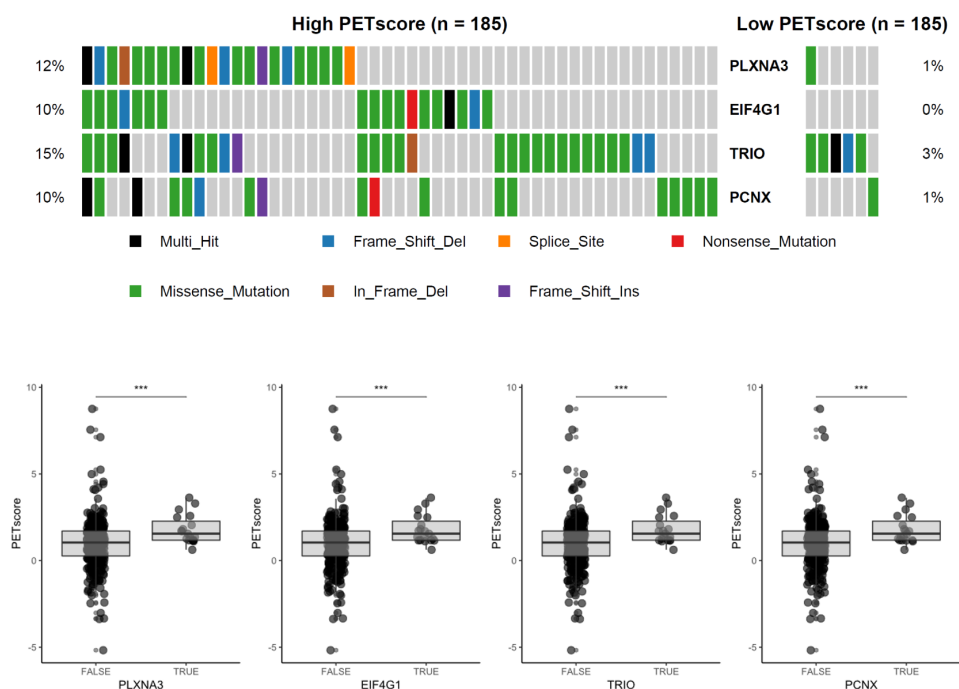 High PETscore (n = 185) Low PETscore (n = 185)
12% PLXNA3 1%
10% EIF4G1 0%
15% TRIO 3%
10% PCNX 1%
Multi_Hit Frame_Shift_Del Splice_Site Nonsense_Mutation
Missense_Mutation In_Frame_Del Frame_Shift_Ins
10 *** 10 *** 10 *** 10 ***
5 5 5 5
PETscore PETscore PETscore PETscore
0 0 0 0
-5 -5 -5 -5
FALSE TRUE FALSE TRUE FALSE TRUE FALSE TRUE
PLXNA3 EIF4G1 TRIO PCNX